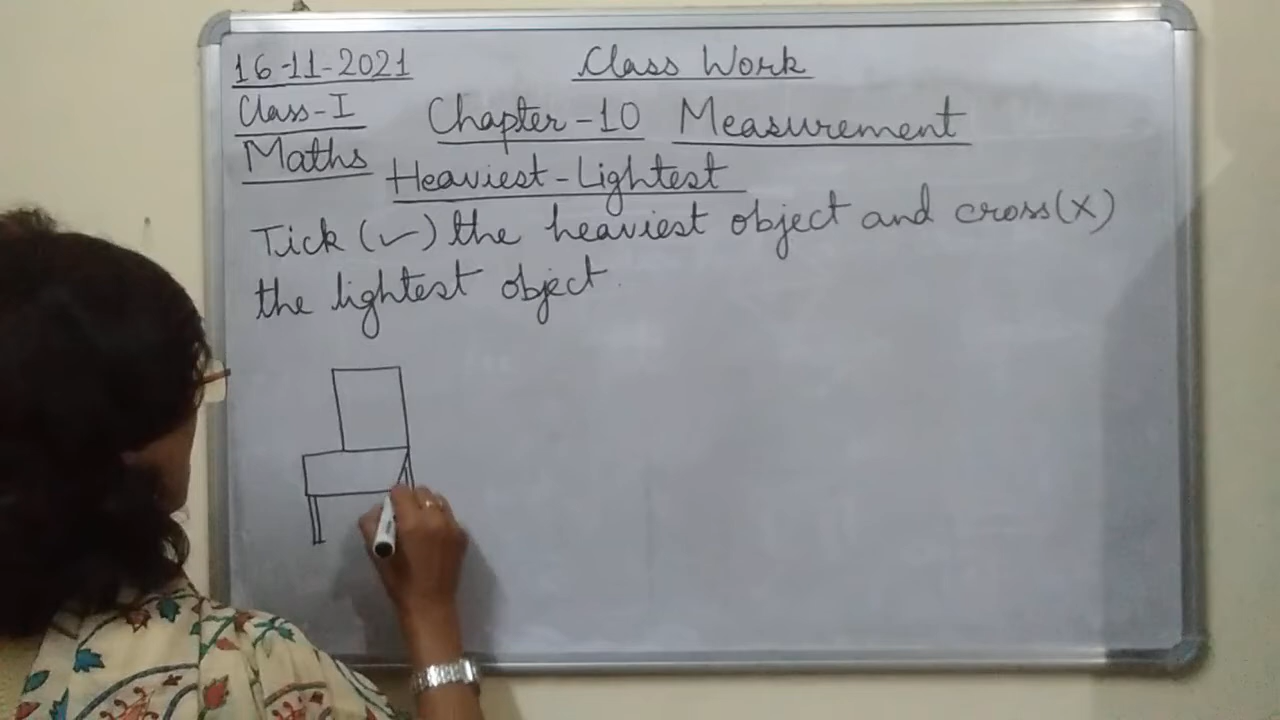 16-11-2021 Class Work
Class-I Chapter-10 Measurement
Maths Heaviest-Lightest
Tick (✓) the heaviest object and cross(X)
the lightest object.